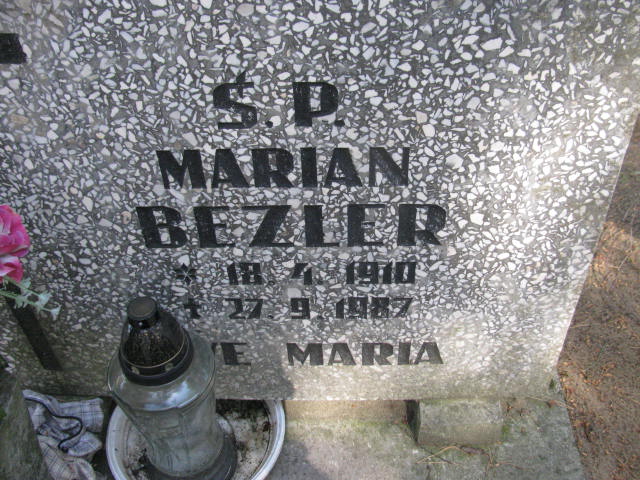 Ś.P.
MARIAN
BEZLER
* 18.4.1910
+ 27.9.1987
MARIA